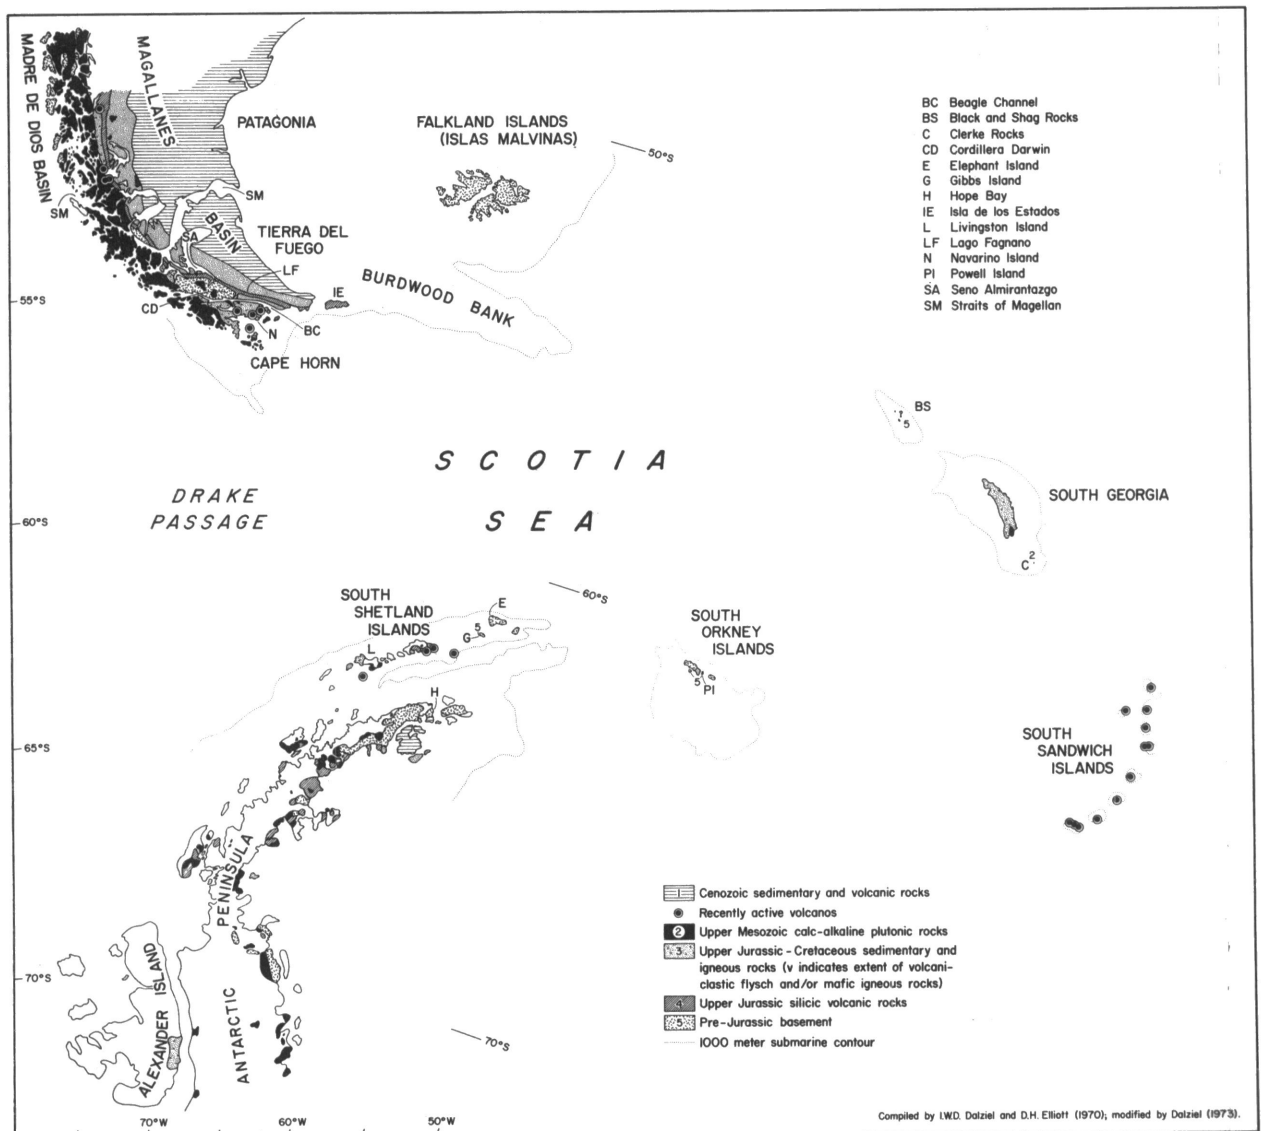 MADRE DE DIOS BASIN
MAGALLANES
BASIN
PATAGONIA
FALKLAND ISLANDS
(ISLAS MALVINAS)
50°S
SM
SM
SA
TIERRA DEL
FUEGO
LF
IE
BURDWOOD BANK
55°S
CD
N
BC
CAPE HORN
BC Beagle Channel
BS Black and Shag Rocks
C Clerke Rocks
CD Cordillera Darwin
E Elephant Island
G Gibbs Island
H Hope Bay
IE Isla de los Estados
L Livingston Island
LF Lago Fagnano
N Navarino Island
PI Powell Island
SA Seno Almirantazgo
SM Straits of Magellan
BS
5
SCOTIA
SEA
DRAKE
PASSAGE
60°S
SOUTH GEORGIA
2
C
60°S
SOUTH
SHETLAND
ISLANDS
E
5
G
L
H
SOUTH
ORKNEY
ISLANDS
5
PI
65°S
SOUTH
SANDWICH
ISLANDS
PENINSULA
ANTARCTIC
ALEXANDER ISLAND
70°S
70°S
1 Cenozoic sedimentary and volcanic rocks
Recently active volcanos
2 Upper Mesozoic calc-alkaline plutonic rocks
3 Upper Jurassic - Cretaceous sedimentary and
igneous rocks (v indicates extent of volcani-
clastic flysch and/or mafic igneous rocks)
4 Upper Jurassic silicic volcanic rocks
5 Pre-Jurassic basement
1000 meter submarine contour
70°W
60°W
50°W
Compiled by I.W.D. Dalziel and D.H. Elliott (1970); modified by Dalziel (1973).